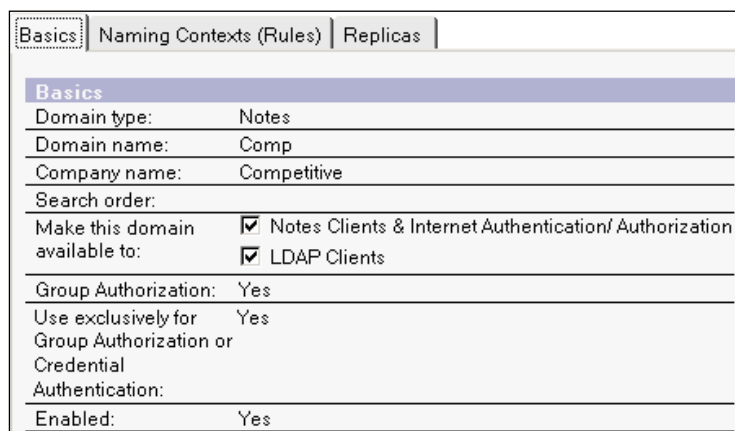 Basics Naming Contexts (Rules) Replicas
Basics
Domain type: Notes
Domain name: Comp
Company name: Competitive
Search order:
Make this domain Notes Clients & Internet Authentication/ Authorization
available to: LDAP Clients
Group Authorization: Yes
Use exclusively for Yes
Group Authorization or
Credential
Authentication:
Enabled: Yes